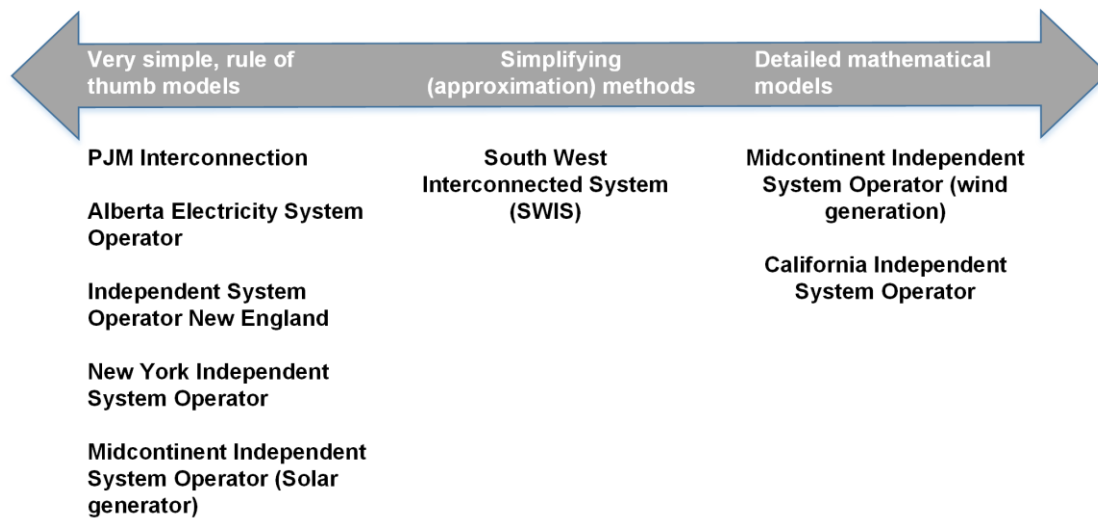 Very simple, rule of
thumb models
Simplifying
(approximation) methods
Detailed mathematical
models
PJM Interconnection
Alberta Electricity System
Operator
Independent System
Operator New England
New York Independent
System Operator
Midcontinent Independent
System Operator (Solar
generator)
South West
Interconnected System
(SWIS)
Midcontinent Independent
System Operator (wind
generation)
California Independent
System Operator